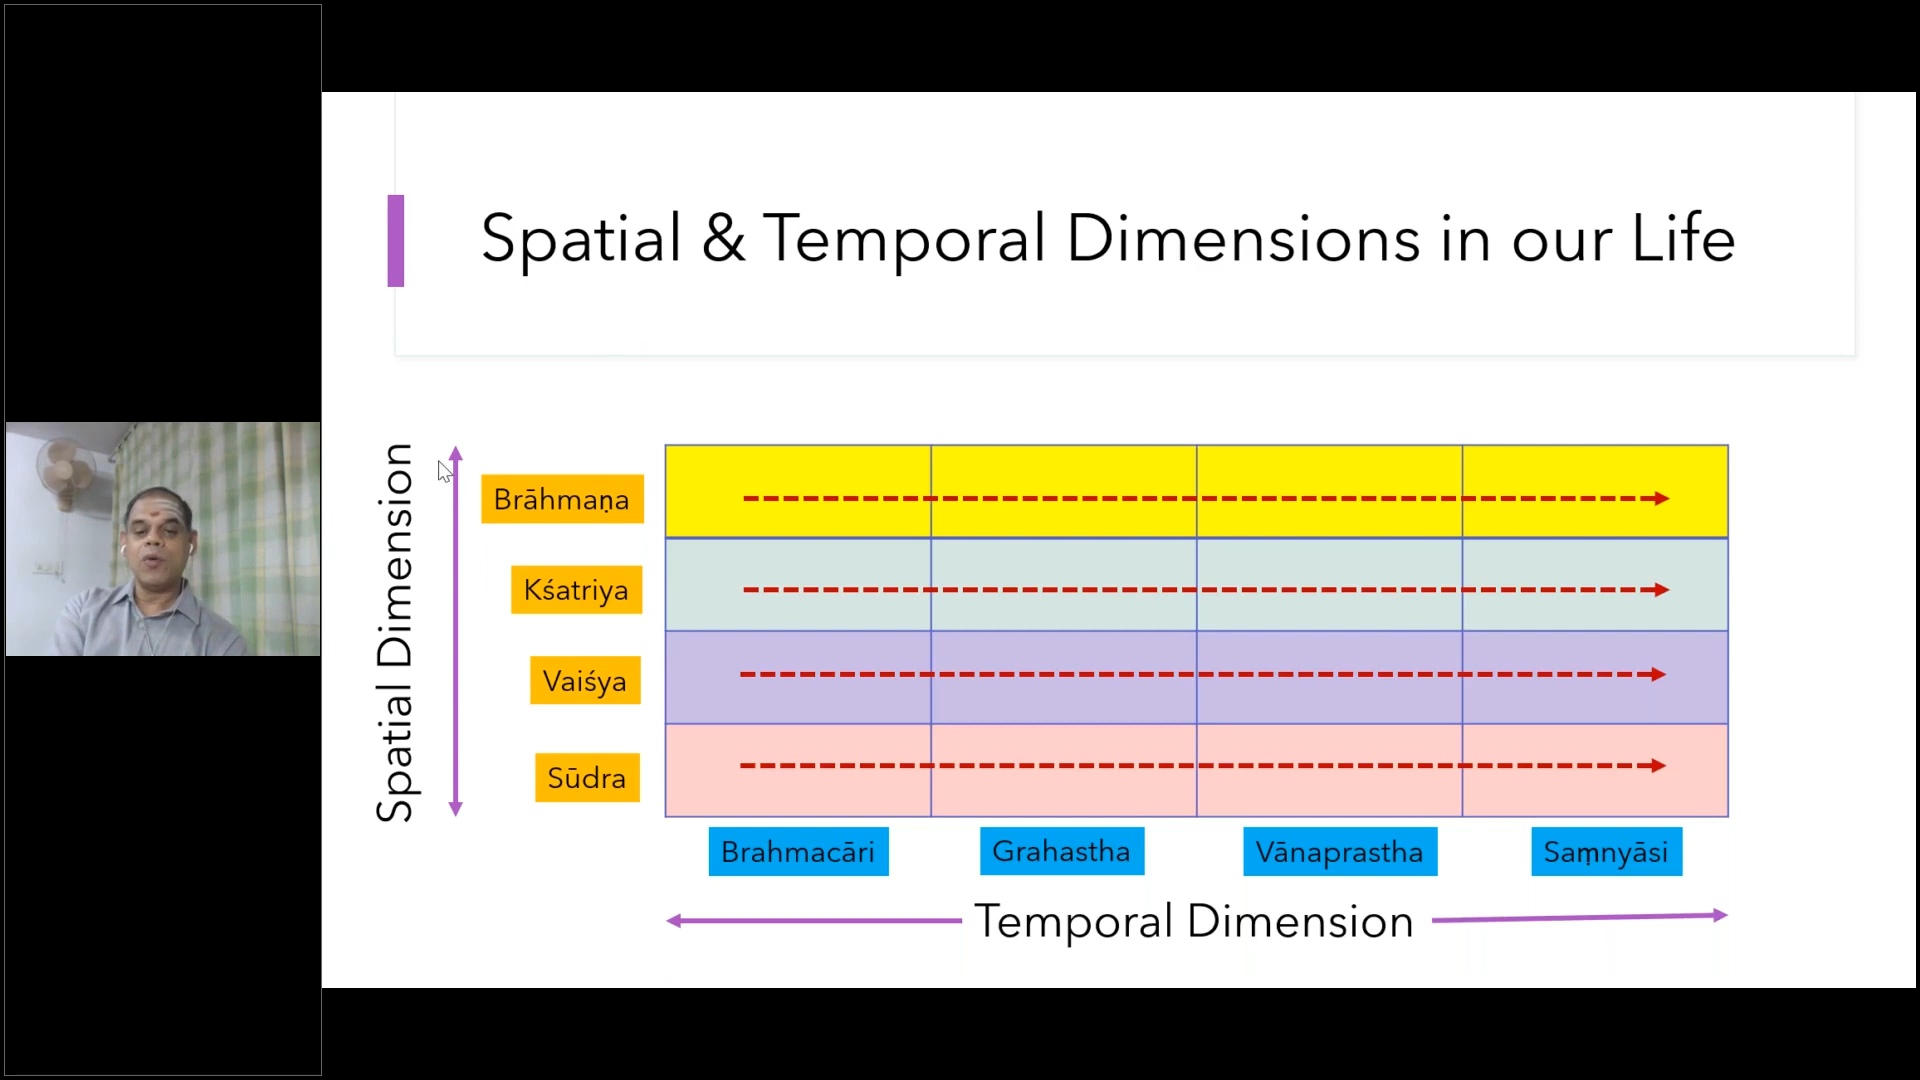 Spatial & Temporal Dimensions in our Life
Spatial Dimension
Brāhmaṇa
Kśatriya
Vaiśya
Sūdra
Brahmacāri
Grahastha
Vānaprastha
Saṃnyāsi
Temporal Dimension